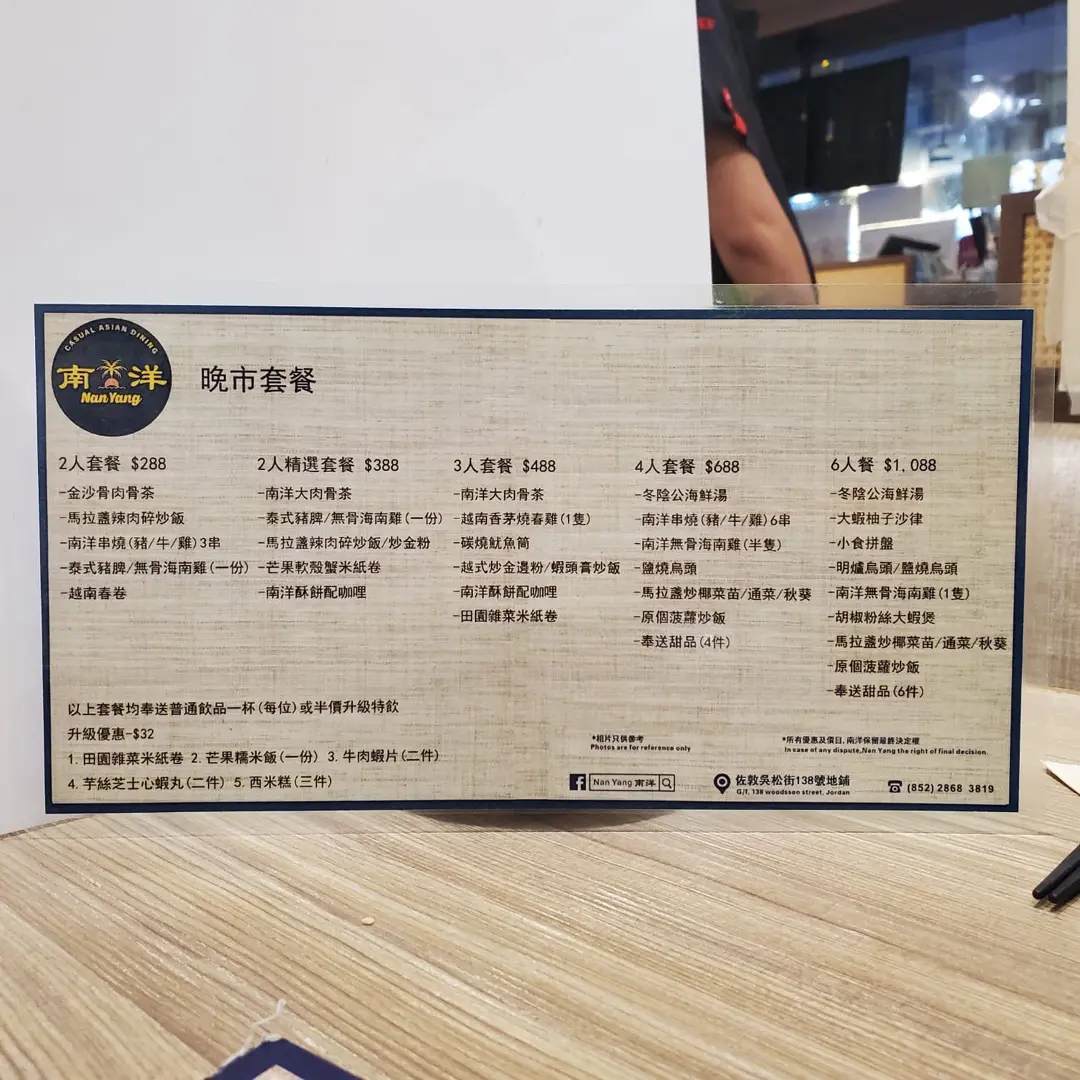 CASUAL ASIAN DINING
南洋
Nan Yang
晚市套餐
2人套餐 $288
-金沙骨肉骨茶
-馬拉盞辣肉碎炒飯
-南洋串燒(豬/牛/雞)3串
-泰式豬脾/無骨海南雞(一份)
-越南春卷
2人精選套餐 $388
-南洋大肉骨茶
-泰式豬脾/無骨海南雞(一份)
-馬拉盞辣肉碎炒飯/炒金粉
-芒果軟殼蟹米紙卷
-南洋酥餅配咖哩
3人套餐 $488
-南洋大肉骨茶
-越南香茅燒春雞(1隻)
-碳燒魷魚筒
-越式炒金邊粉/蝦頭膏炒飯
-南洋酥餅配咖哩
-田園雜菜米紙卷
4人套餐 $688
-冬陰公海鮮湯
-南洋串燒(豬/牛/雞)6串
-南洋無骨海南雞(半隻)
-鹽燒烏頭
-馬拉盞炒椰菜苗/通菜/秋葵
-原個菠蘿炒飯
-奉送甜品(4件)
6人餐 $1,088
-冬陰公海鮮湯
-大蝦柚子沙律
-小食拼盤
-明爐烏頭/鹽燒烏頭
-南洋無骨海南雞(1隻)
-胡椒粉絲大蝦煲
-馬拉盞炒椰菜苗/通菜/秋葵
-原個菠蘿炒飯
-奉送甜品(6件)
以上套餐均奉送普通飲品一杯(每位)或半價升級特飲
升級優惠-$32
1. 田園雜菜米紙卷 2. 芒果糯米飯(一份) 3. 牛肉蝦片(二件)
4. 芋絲芝士心蝦丸(二件) 5. 西米糕(三件)
*相片只供參考
Photos are for reference only
*所有優惠及價目,南洋保留最終決定權
In case of any dispute,Nan Yang the right of final decision.
Nan Yang 南洋
佐敦吳松街138號地鋪
G/f, 138 woodsson street, Jordan
(852) 2868 3819